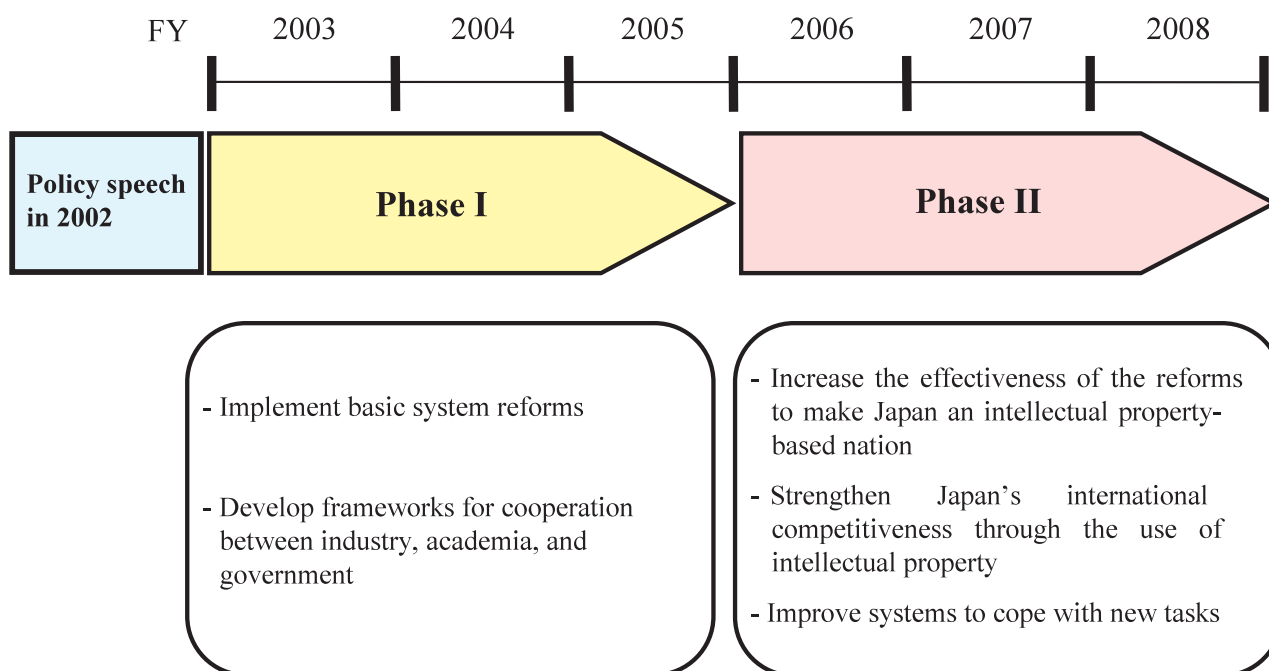 FY 2003 2004 2005 2006 2007 2008
Policy speech
in 2002
Phase I
Phase II
- Implement basic system reforms
- Develop frameworks for cooperation
between industry, academia, and
government
- Increase the effectiveness of the reforms
to make Japan an intellectual property-
based nation
- Strengthen Japan’s international
competitiveness through the use of
intellectual property
- Improve systems to cope with new tasks